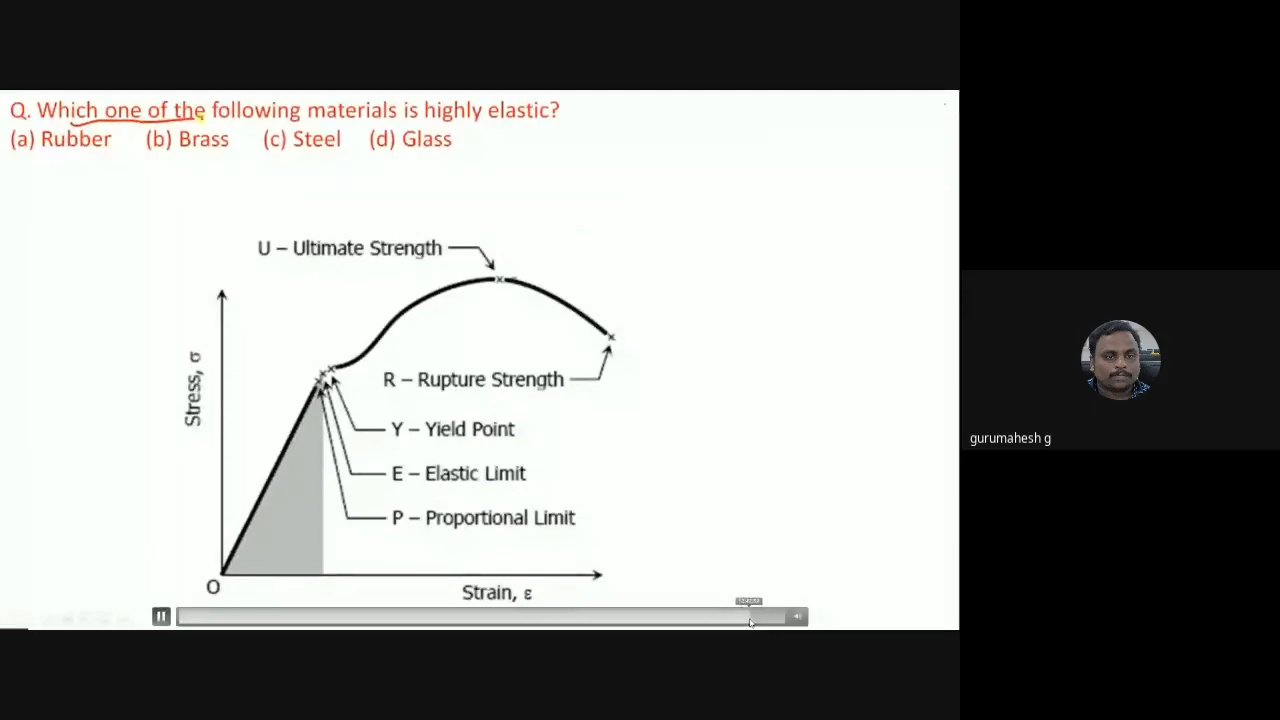 Q. Which one of the following materials is highly elastic?
(a) Rubber (b) Brass (c) Steel (d) Glass
U – Ultimate Strength
Stress, σ
R – Rupture Strength
Y – Yield Point
E – Elastic Limit
P – Proportional Limit
O
Strain, ε
gurumahesh g